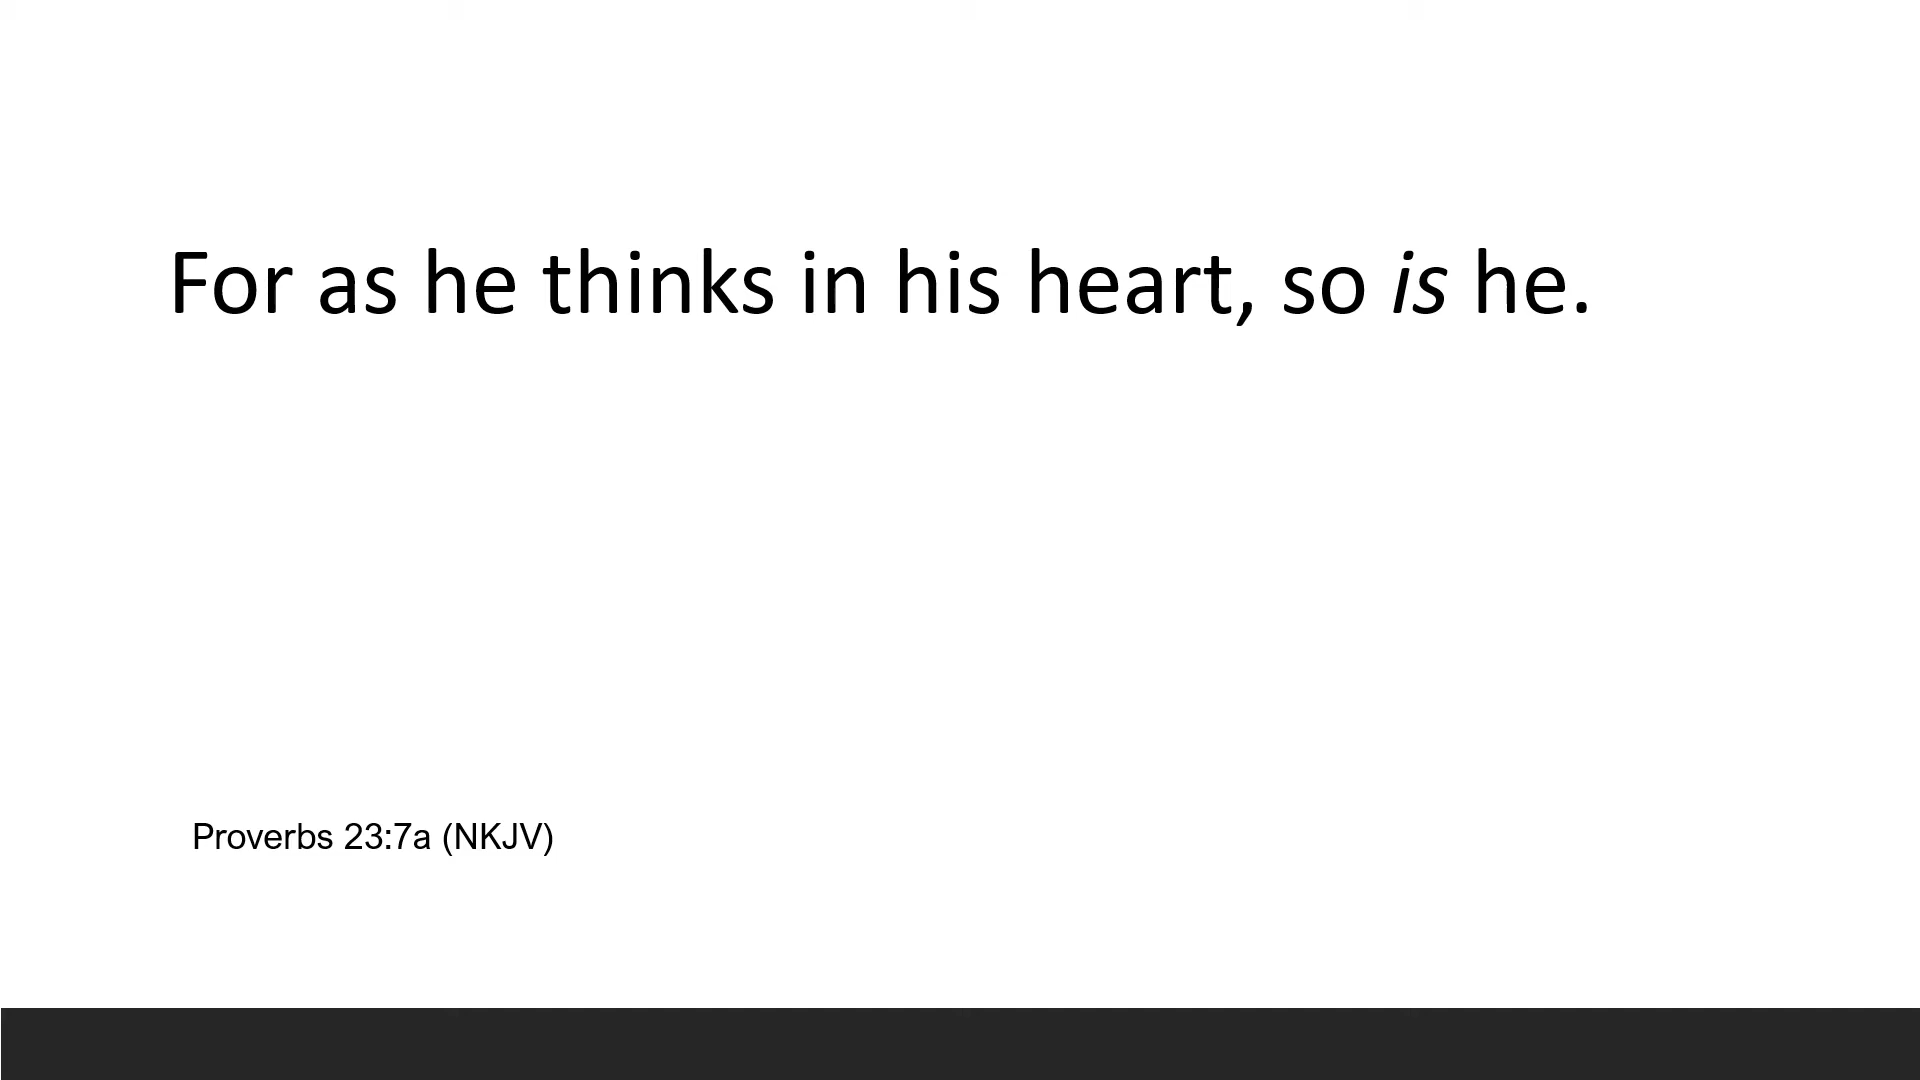 For as he thinks in his heart, so is he.
Proverbs 23:7a (NKJV)